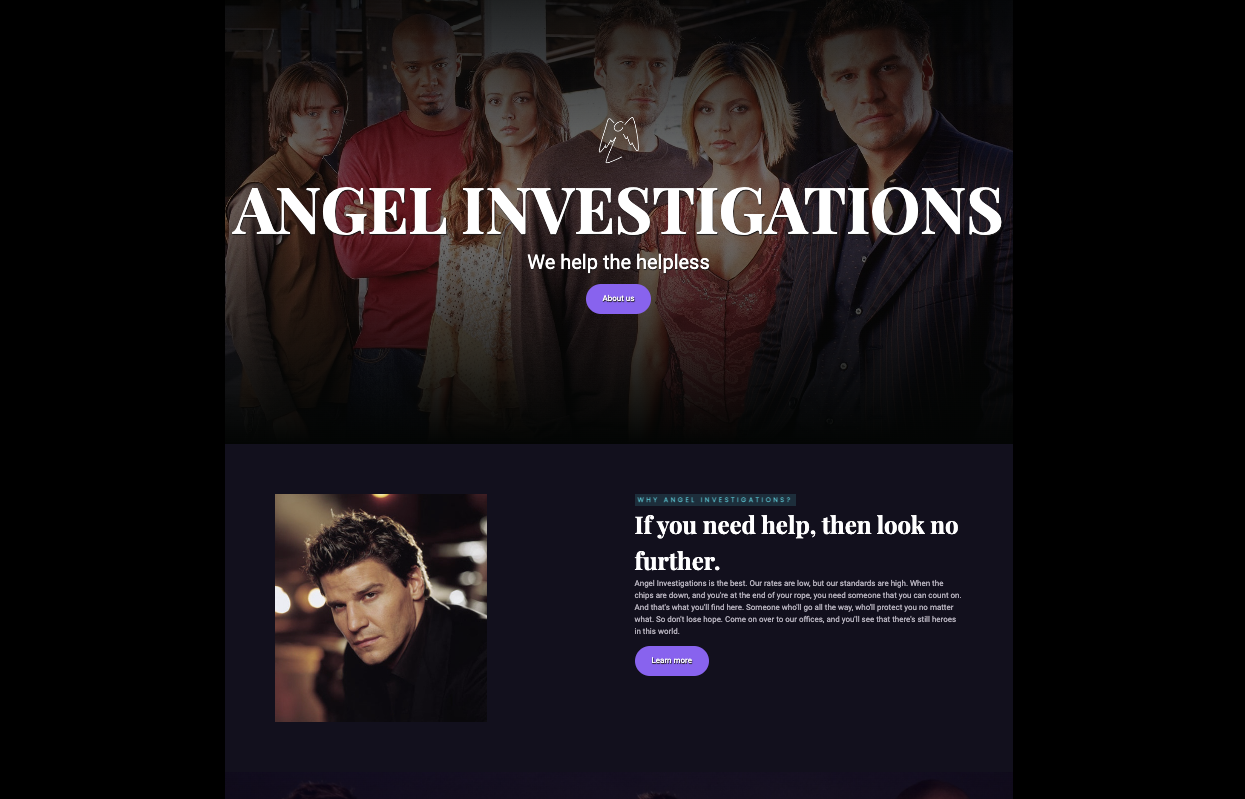 ANGEL INVESTIGATIONS
We help the helpless
About us
WHY ANGEL INVESTIGATIONS?
If you need help, then look no
further.
Angel Investigations is the best. Our rates are low, but our standards are high. When the
chips are down, and you're at the end of your rope, you need someone that you can count on.
And that's what you'll find here. Someone who'll go all the way, who'll protect you no matter
what. So don't lose hope. Come on over to our offices, and you'll see that there's still heroes
in this world.
Learn more